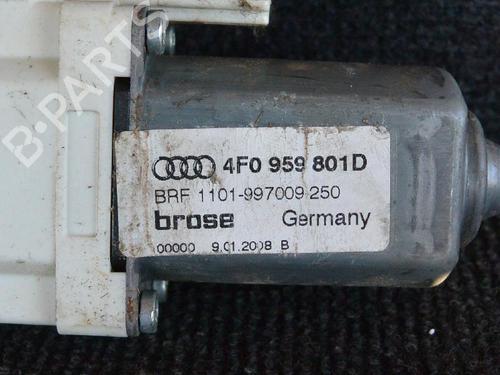 4F0 959 801D
BRF 1101-997009 250
brose Germany
00000 9.01.2008 B
B-PARTS